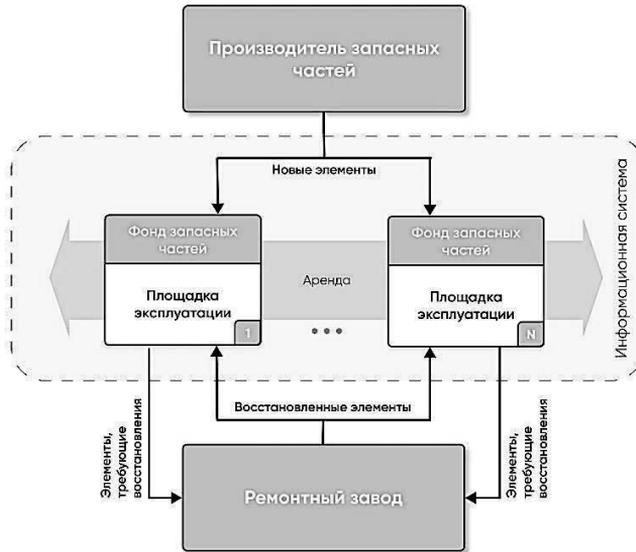 Производитель запасных
частей
Новые элементы
Информационная система
Фонд запасных
частей
Площадка
эксплуатации
1
Аренда
...
Фонд запасных
частей
Площадка
эксплуатации
N
Восстановленные элементы
Элементы,
требующие
восстановления
Элементы,
требующие
восстановления
Ремонтный завод